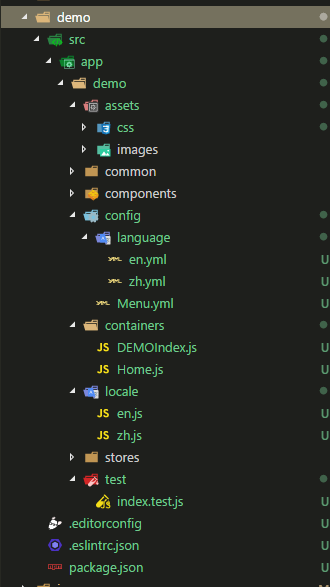 demo
src
app
demo
assets
css
images
common
components
config
language
en.yml U
zh.yml U
Menu.yml U
containers
JS DEMOIndex.js U
JS Home.js U
locale
JS en.js U
JS zh.js U
stores
test
index.test.js U
.editorconfig U
.eslintrc.json U
package.json U